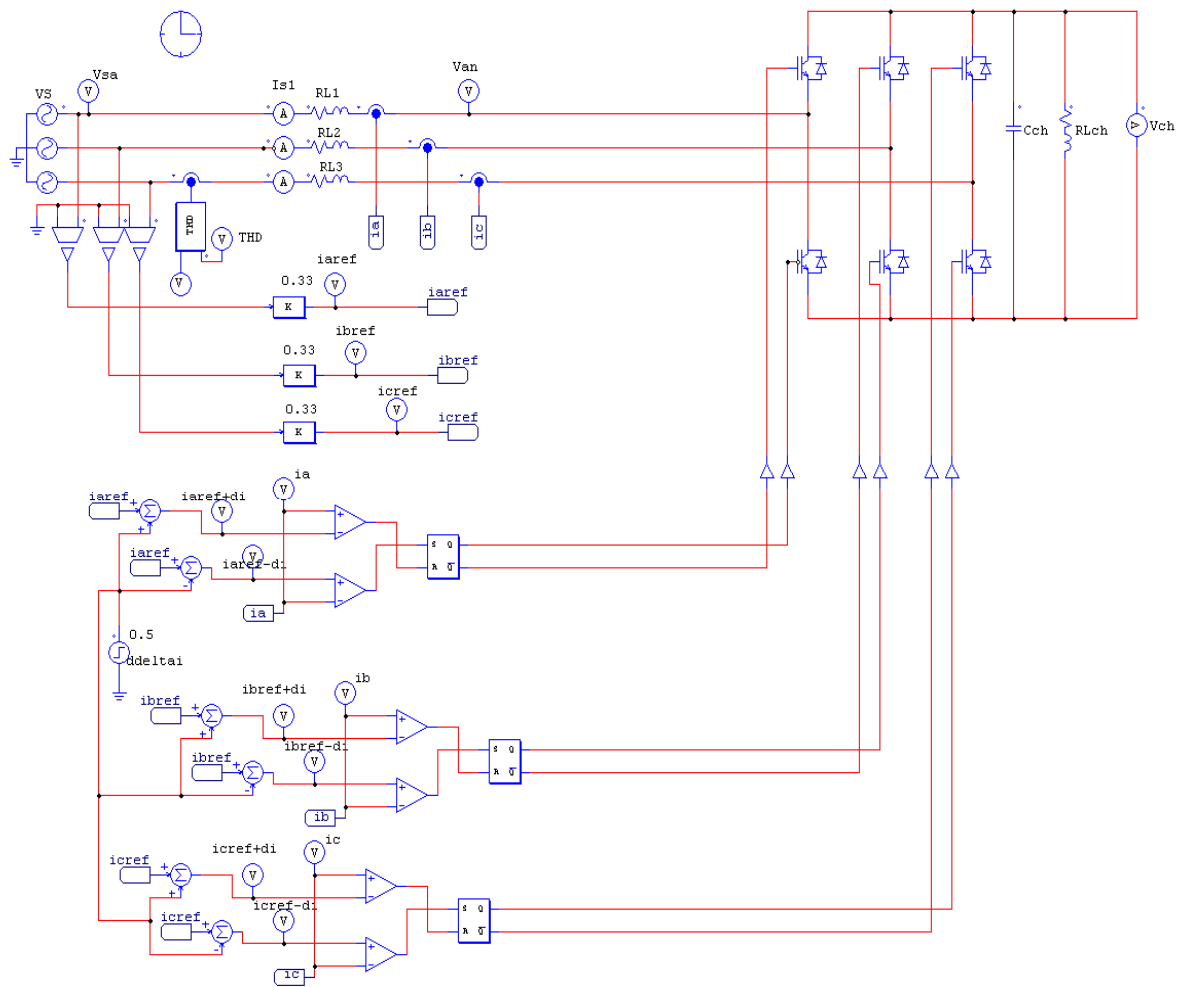 Vsa
Van
VS
Is1
RL1
V
V
A
RL2
A
Cch
RLch
V
Vch
RL3
A
THD
V
THD
ia
ib
ic
V
iaref
0.33
V
iaref
K
ibref
0.33
V
ibref
K
icref
0.33
V
icref
K
ia
V
iaref
iaref+di
Σ
V
iaref
iaref-di
V
Σ
S Q
R Q
ia
0.5
ddeltai
ib
V
ibref
ibref+di
Σ
V
ibref
ibref-di
V
Σ
S Q
R Q
ib
ic
V
icref
icref+di
Σ
V
icref
icref-di
V
Σ
S Q
R Q
ic